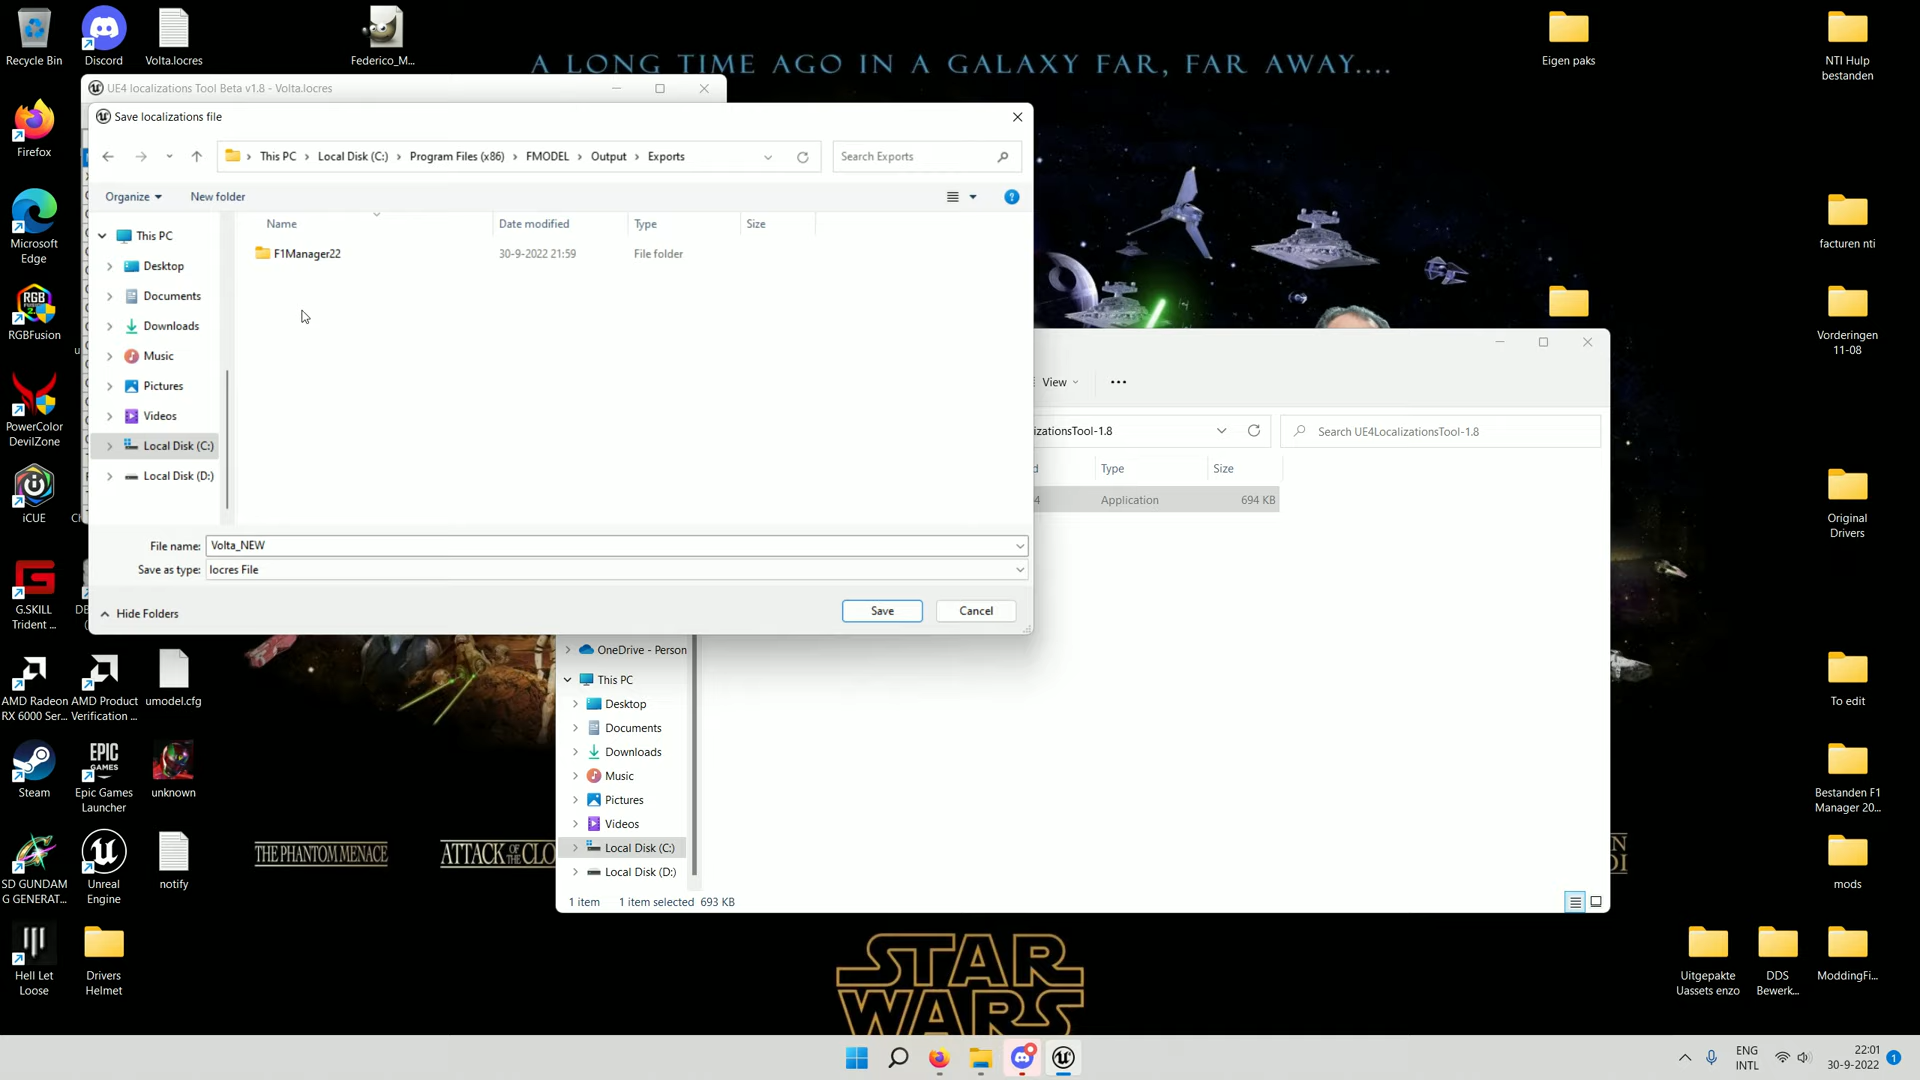 Recycle Bin
Discord
Volta.locres
Federico_M...
A LONG TIME AGO IN A GALAXY FAR, FAR AWAY....
Eigen paks
NTI Hulp
bestanden
UE4 localizations Tool Beta v1.8 - Volta.locres
Save localizations file
This PC
Local Disk (C:)
Program Files (x86)
FMODEL
Output
Exports
Search Exports
Organize
New folder
Name
Date modified
Type
Size
F1Manager22
30-9-2022 21:59
File folder
This PC
Desktop
Documents
Downloads
Music
Pictures
Videos
Local Disk (C:)
Local Disk (D:)
File name:
Volta_NEW
Save as type:
locres File
Hide Folders
Save
Cancel
Firefox
Microsoft
Edge
RGBFusion
PowerColor
DevilZone
iCUE
G.SKILL
Trident ...
AMD Radeon
RX 6000 Ser...
AMD Product
Verification ...
umodel.cfg
Steam
Epic Games
Launcher
unknown
SD GUNDAM
G GENERAT...
Unreal
Engine
notify
Hell Let
Loose
Drivers
Helmet
View
izationsTool-1.8
Search UE4LocalizationsTool-1.8
Type
Size
Application
694 KB
OneDrive - Person
This PC
Desktop
Documents
Downloads
Music
Pictures
Videos
Local Disk (C:)
Local Disk (D:)
1 item
1 item selected
693 KB
facturen nti
Vorderingen
11-08
Original
Drivers
To edit
Bestanden F1
Manager 20...
mods
Uitgepakte
Uassets enzo
DDS
Bewerk...
ModdingFi...
THE PHANTOM MENACE
ATTACK OF THE CLO
STAR
WARS
ENG
INTL
22:01
30-9-2022
1